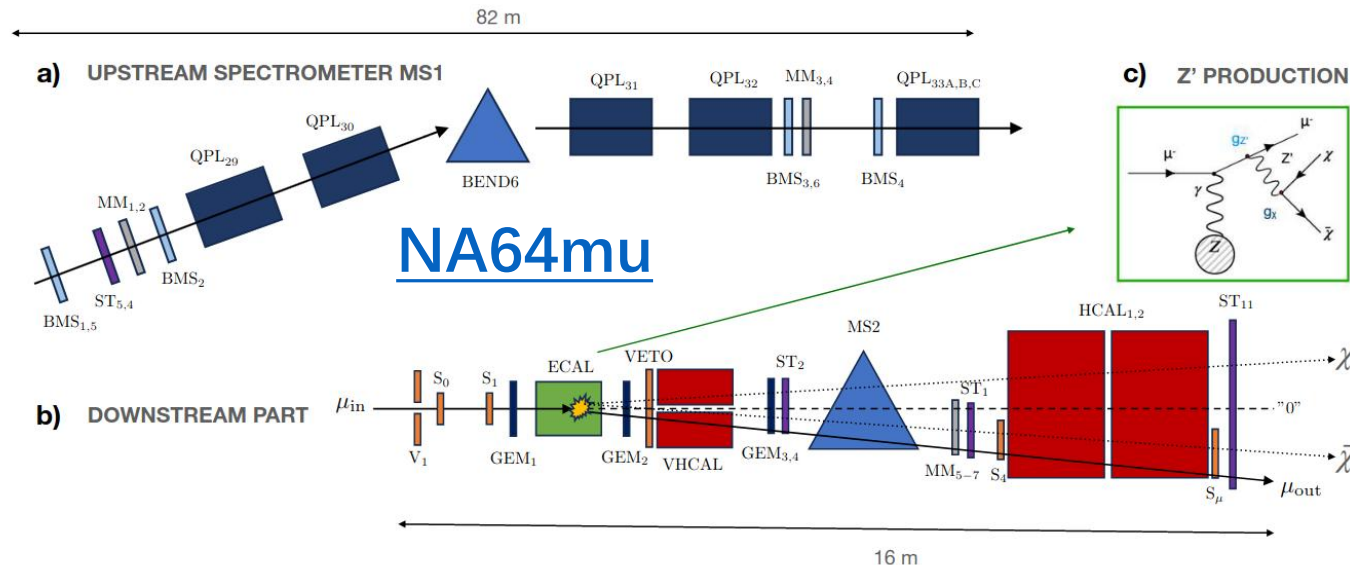 82 m
a) UPSTREAM SPECTROMETER MS1
c) Z' PRODUCTION
QPL31
QPL32
MM3,4
QPL33A,B,C
QPL30
QPL29
BEND6
BMS3,6
BMS4
MM1,2
BMS2
ST5,4
BMS1,5
NA64mu
μ-
gZ'
μ-
Z'
χ
γ
gχ
χ̄
Z
b) DOWNSTREAM PART
μin
V1
S0
S1
GEM1
ECAL
GEM2
VETO
VHCAL
ST2
GEM3,4
MS2
ST1
MM5−7
S4
HCAL1,2
ST11
Sμ
χ
"0"
χ̄
μout
16 m